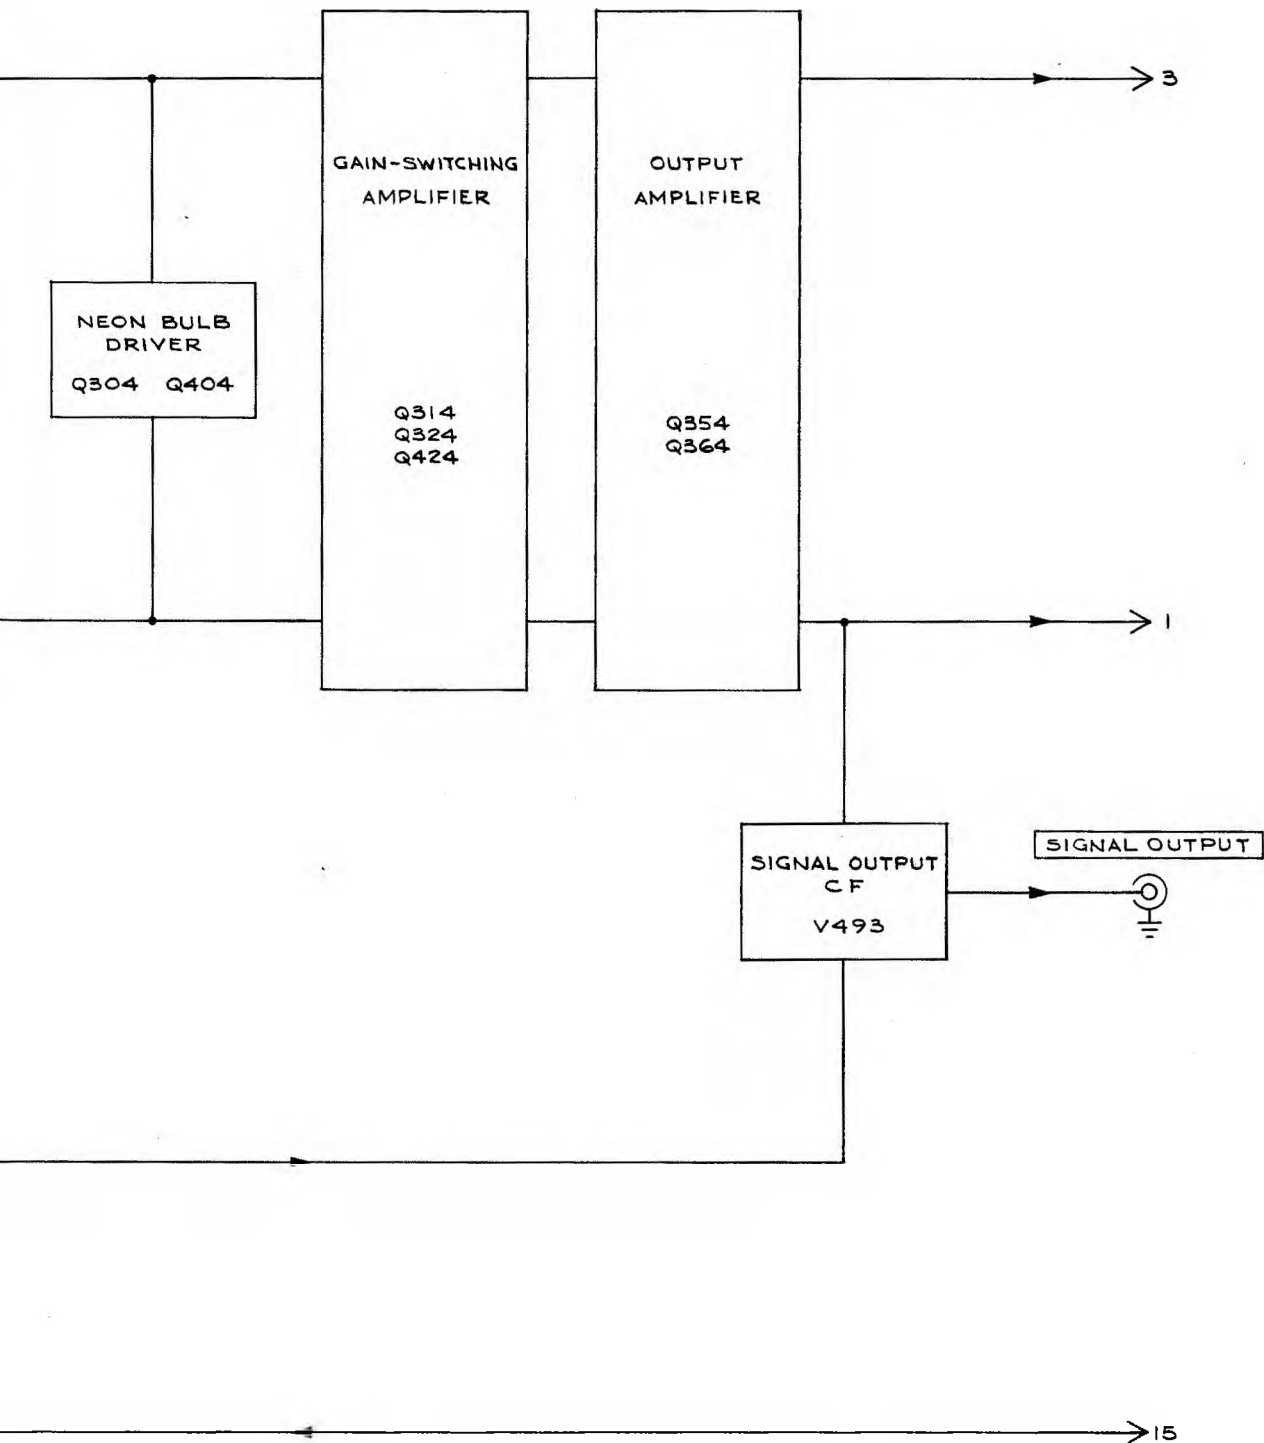 3
GAIN-SWITCHING
AMPLIFIER
OUTPUT
AMPLIFIER
NEON BULB
DRIVER
Q304 Q404
Q314
Q324
Q424
Q354
Q364
1
SIGNAL OUTPUT
CF
V493
SIGNAL OUTPUT
15